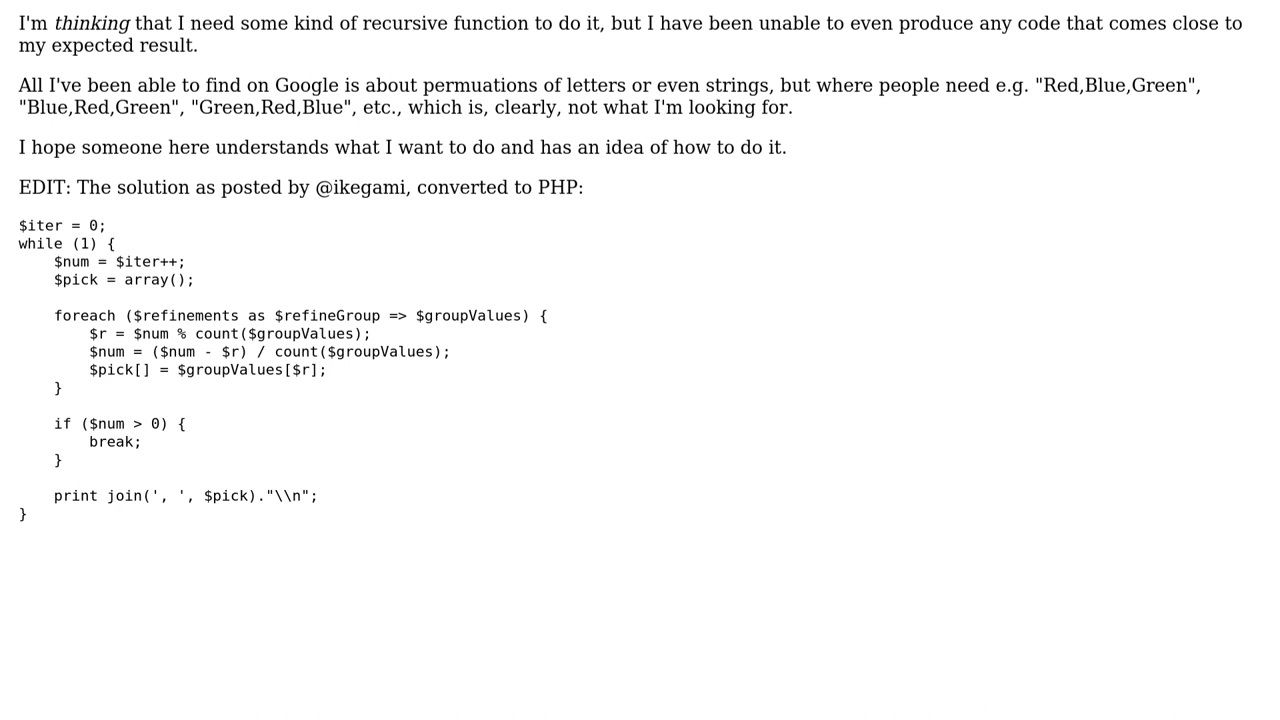 I'm thinking that I need some kind of recursive function to do it, but I have been unable to even produce any code that comes close to
my expected result.
All I've been able to find on Google is about permuations of letters or even strings, but where people need e.g. "Red,Blue,Green",
"Blue,Red,Green", "Green,Red,Blue", etc., which is, clearly, not what I'm looking for.
I hope someone here understands what I want to do and has an idea of how to do it.
EDIT: The solution as posted by @ikegami, converted to PHP:
$iter = 0;
while (1) {
    $num = $iter++;
    $pick = array();

    foreach ($refinements as $refineGroup => $groupValues) {
        $r = $num % count($groupValues);
        $num = ($num - $r) / count($groupValues);
        $pick[] = $groupValues[$r];
    }

    if ($num > 0) {
        break;
    }

    print join(', ', $pick)."\\n";
}